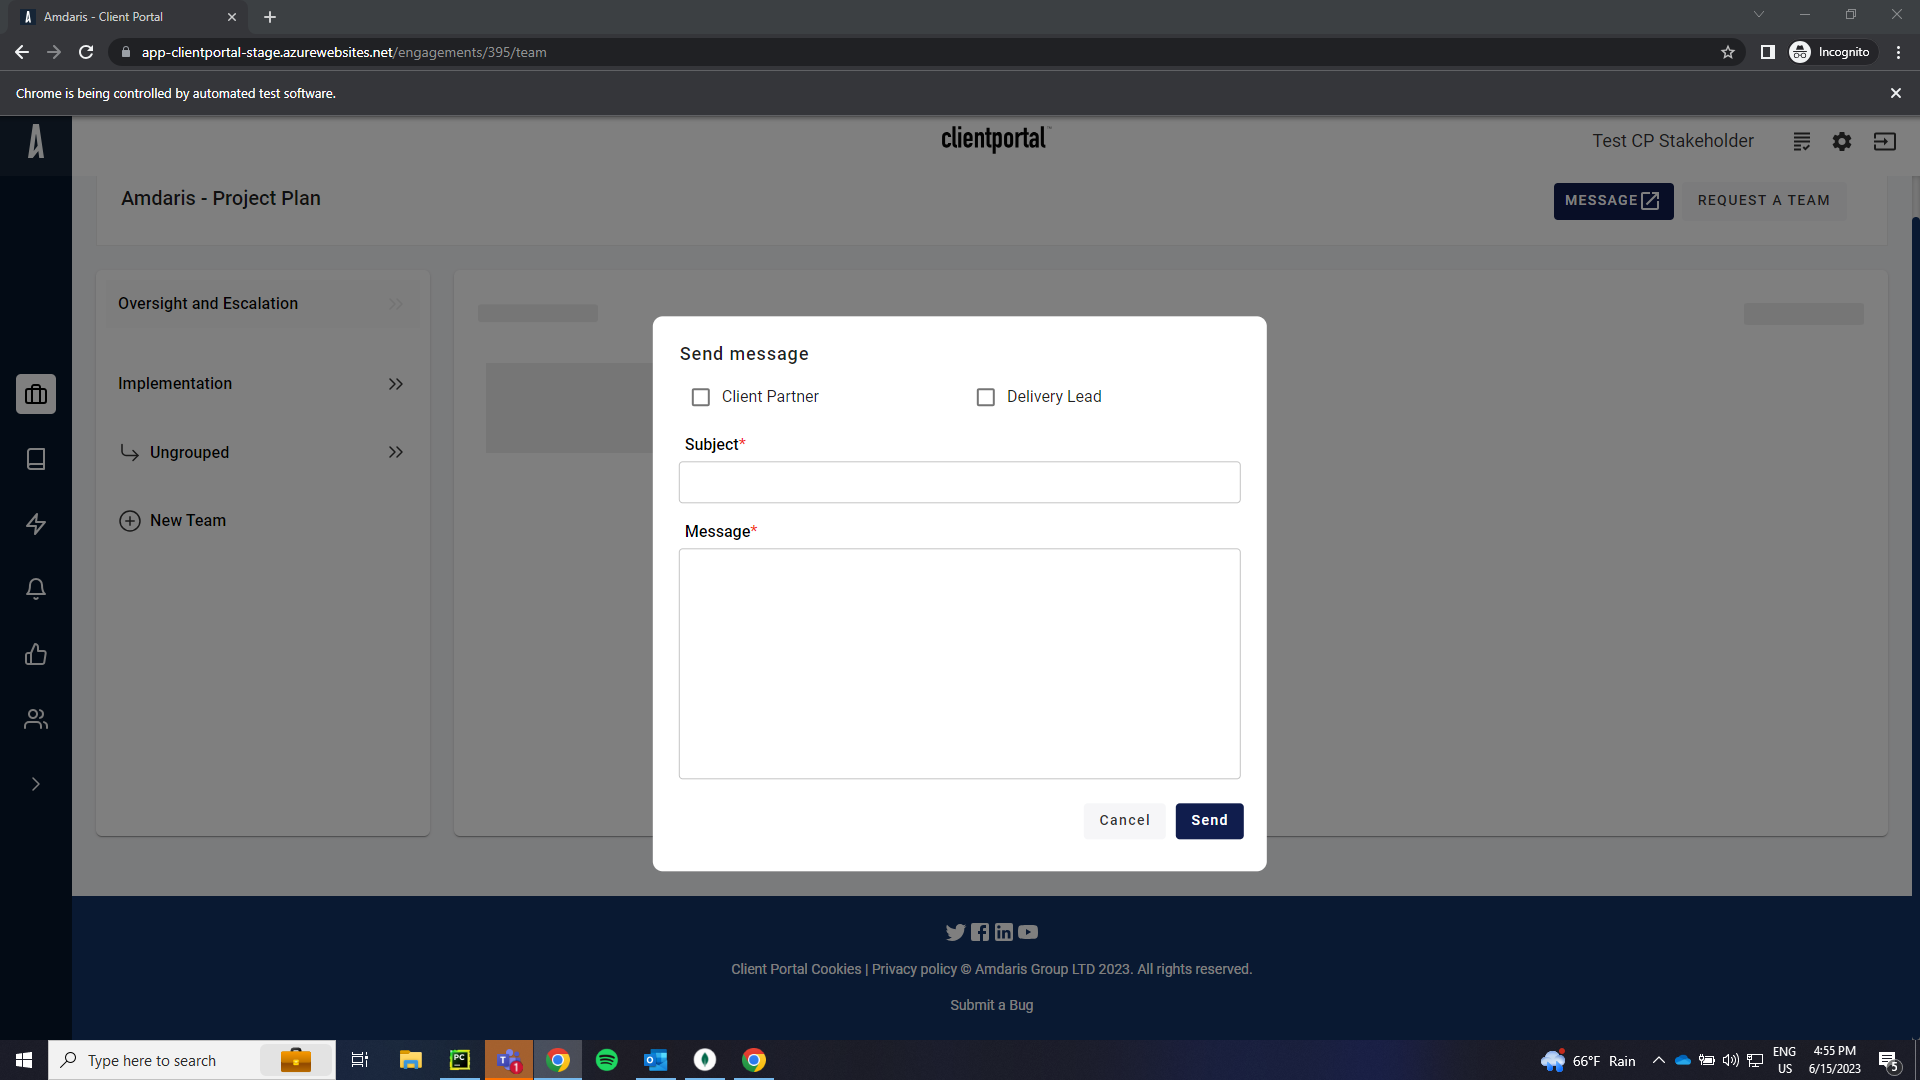 Amdaris - Client Portal
app-clientportal-stage.azurewebsites.net/engagements/395/team
Incognito
Chrome is being controlled by automated test software.
clientportal
Test CP Stakeholder
Amdaris - Project Plan
MESSAGE
REQUEST A TEAM
Oversight and Escalation
Implementation
Ungrouped
New Team
Send message
Client Partner
Delivery Lead
Subject*
Message*
Cancel
Send
Client Portal Cookies | Privacy policy © Amdaris Group LTD 2023. All rights reserved.
Submit a Bug
Type here to search
PC
T
1
O
66°F Rain
ENG
US
4:55 PM
6/15/2023
5